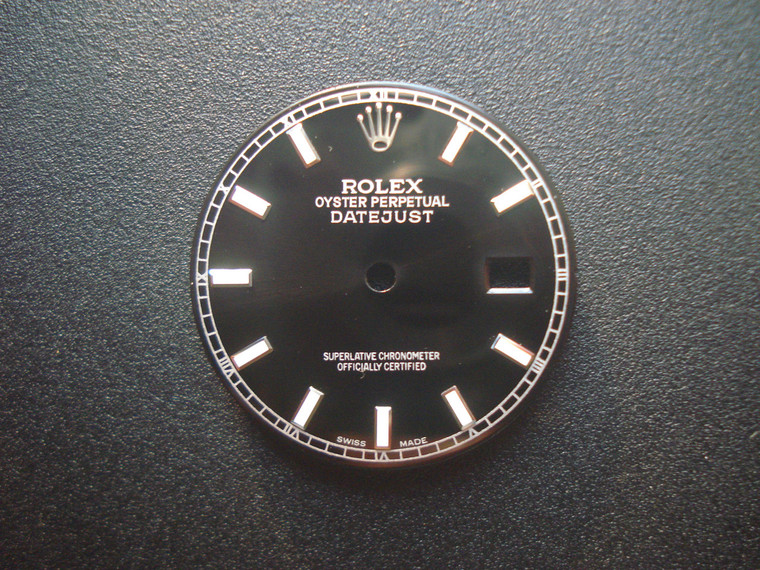 ROLEX
OYSTER PERPETUAL
DATEJUST
SUPERLATIVE CHRONOMETER
OFFICIALLY CERTIFIED
SWISS MADE